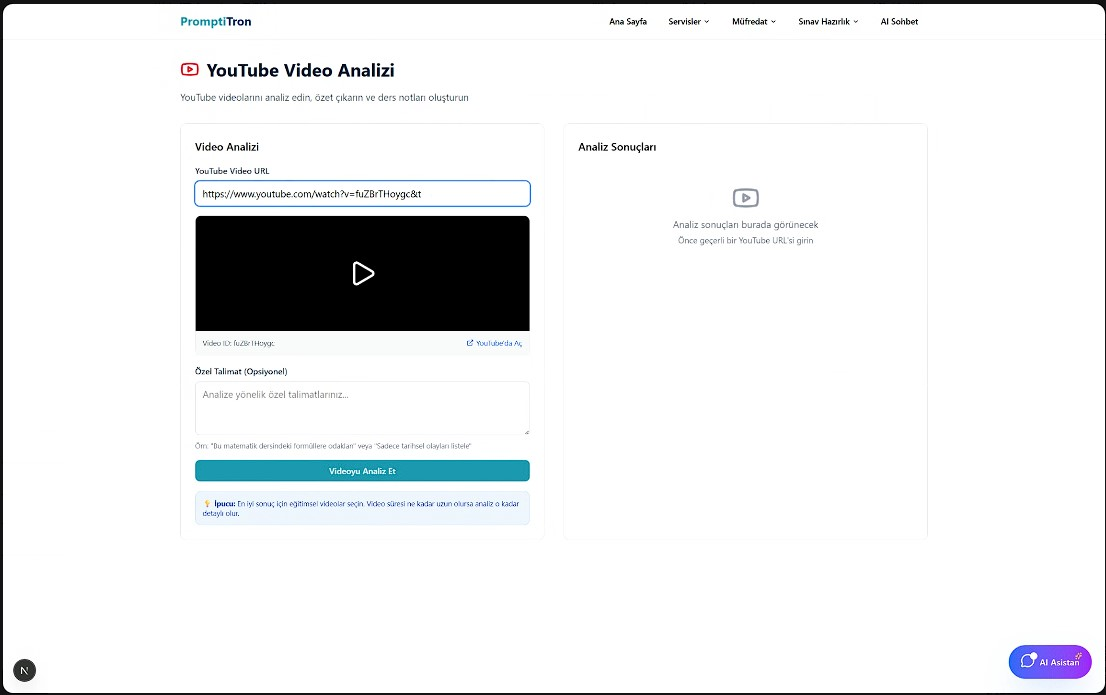 PromptiTron
Ana Sayfa
Servisler
Müfredat
Sınav Hazırlık
AI Sohbet
YouTube Video Analizi
YouTube videolarını analiz edin, özet çıkarın ve ders notları oluşturun
Video Analizi
YouTube Video URL
https://www.youtube.com/watch?v=fuZBrTHoygc&t
Video ID: fuZBrTHoygc
YouTube'da Aç
Özel Talimat (Opsiyonel)
Analize yönelik özel talimatlarınız...
Örn: "Bu matematik dersindeki formüllere odaklan" veya "Sadece tarihsel olayları listele"
Videoyu Analiz Et
İpucu: En iyi sonuç için eğitimsel videolar seçin. Video süresi ne kadar uzun olursa analiz o kadar
detaylı olur.
Analiz Sonuçları
Analiz sonuçları burada görünecek
Önce geçerli bir YouTube URL'si girin
N
AI Asistan